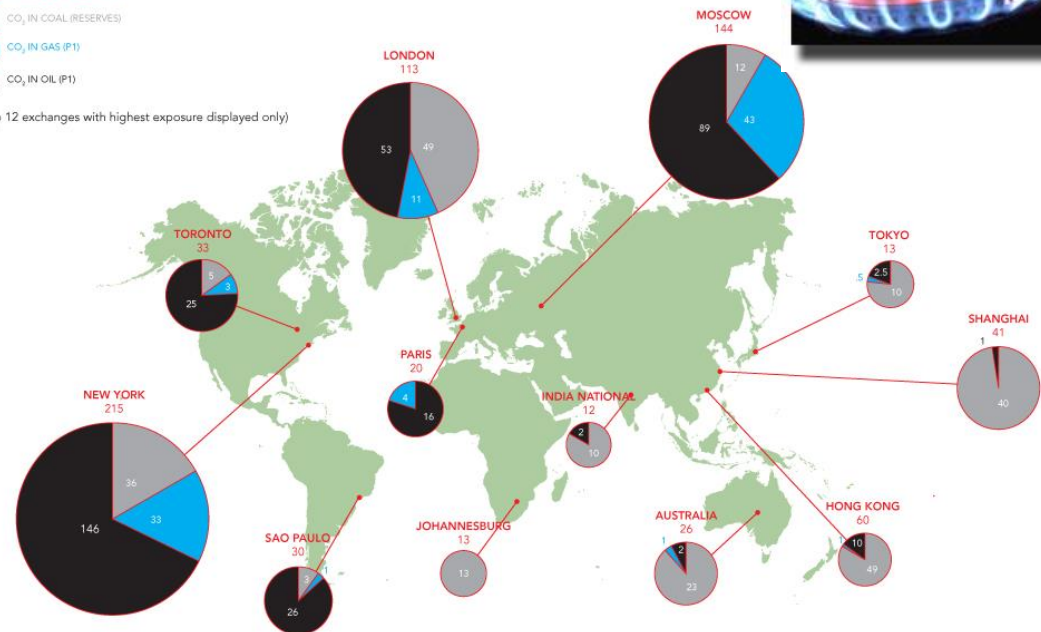 CO₂ IN COAL (RESERVES)
CO₂ IN GAS (P1)
CO₂ IN OIL (P1)
12 exchanges with highest exposure displayed only)
MOSCOW
144
12
43
89
LONDON
113
53
49
11
TORONTO
33
5
3
25
TOKYO
13
.5
2.5
10
SHANGHAI
41
1
40
PARIS
20
4
16
INDIA NATIONAL
12
2
10
NEW YORK
215
36
33
146
SAO PAULO
30
3
1
26
JOHANNESBURG
13
13
AUSTRALIA
26
1
2
23
HONG KONG
60
10
49